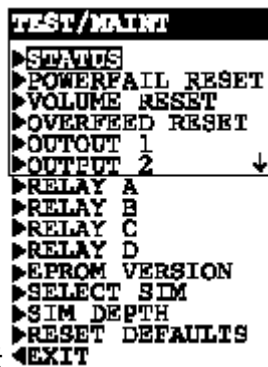 TEST/MAINT
STATUS
POWERFAIL RESET
VOLUME RESET
OVERFEED RESET
OUTOUT 1
OUTPUT 2 ↓
RELAY A
RELAY B
RELAY C
RELAY D
EPROM VERSION
SELECT SIM
SIM DEPTH
RESET DEFAULTS
EXIT